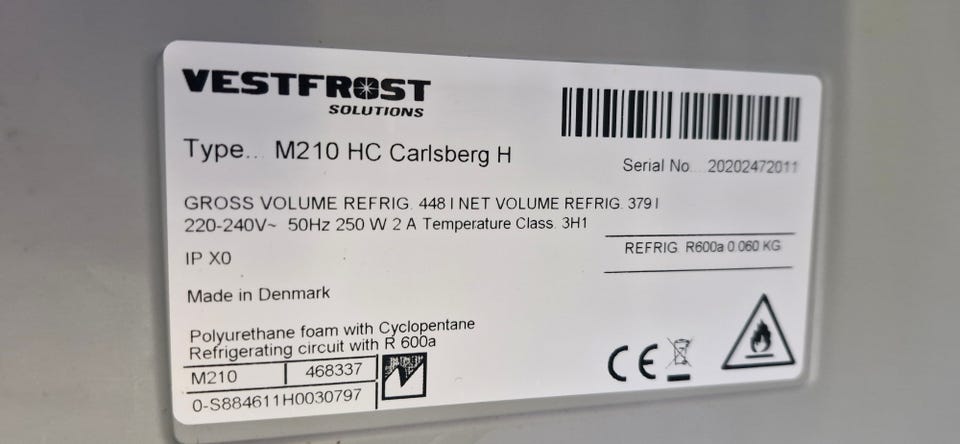 VESTFROST
SOLUTIONS
Type... M210 HC Carlsberg H
Serial No.... 20202472011
GROSS VOLUME REFRIG. 448 l NET VOLUME REFRIG. 379 l
220-240V~ 50Hz 250 W 2 A Temperature Class. 3H1
REFRIG. R600a 0.060 KG
IP X0
Made in Denmark
Polyurethane foam with Cyclopentane
Refrigerating circuit with R 600a
M210 468337
0-S884611H0030797
CE